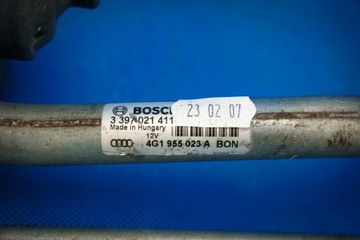 BOSCH
23 02 07
3 397 021 411
Made in Hungary
12V
4G1 955 023 A BON